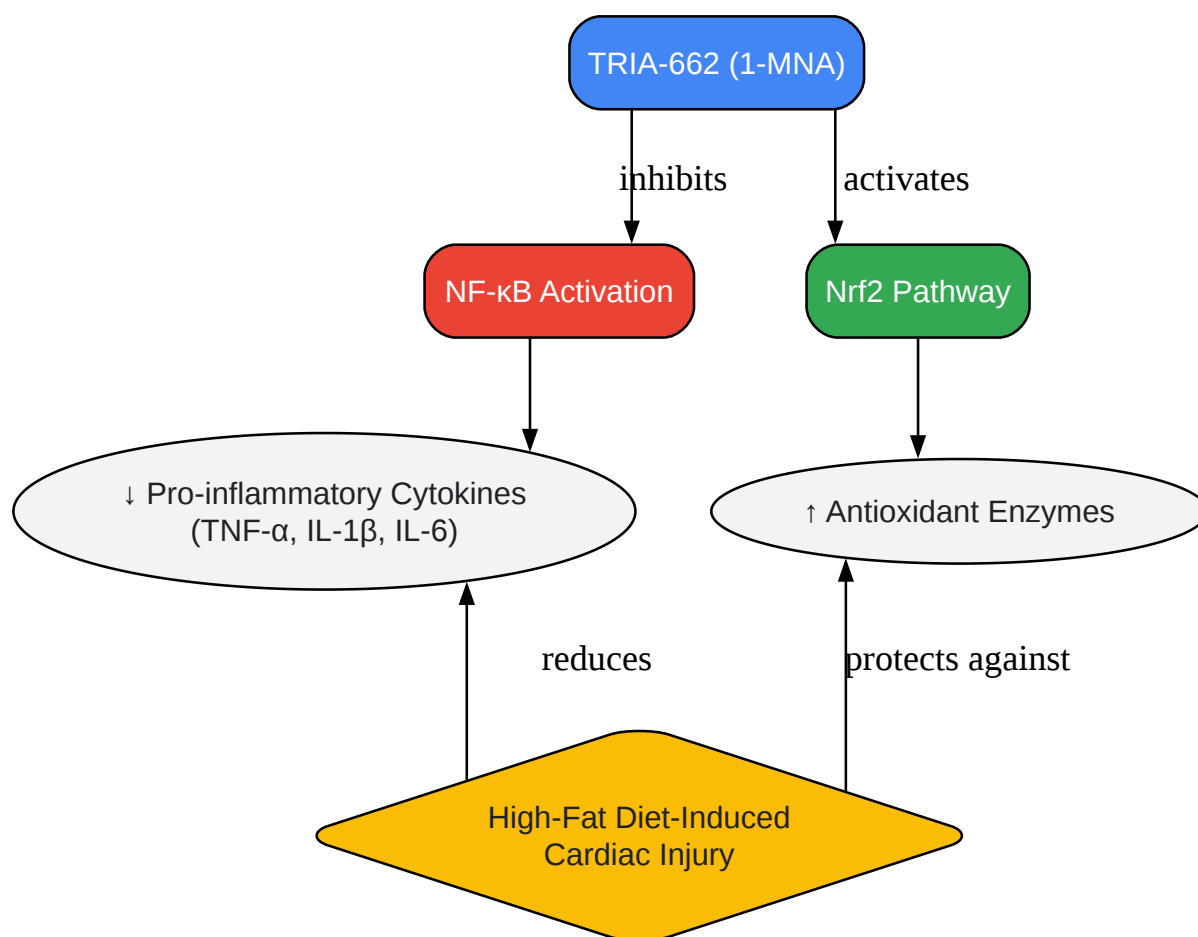 TRIA-662 (1-MNA)
inhibits
activates
NF-κB Activation
Nrf2 Pathway
↓ Pro-inflammatory Cytokines
(TNF-α, IL-1β, IL-6)
↑ Antioxidant Enzymes
reduces
protects against
High-Fat Diet-Induced
Cardiac Injury